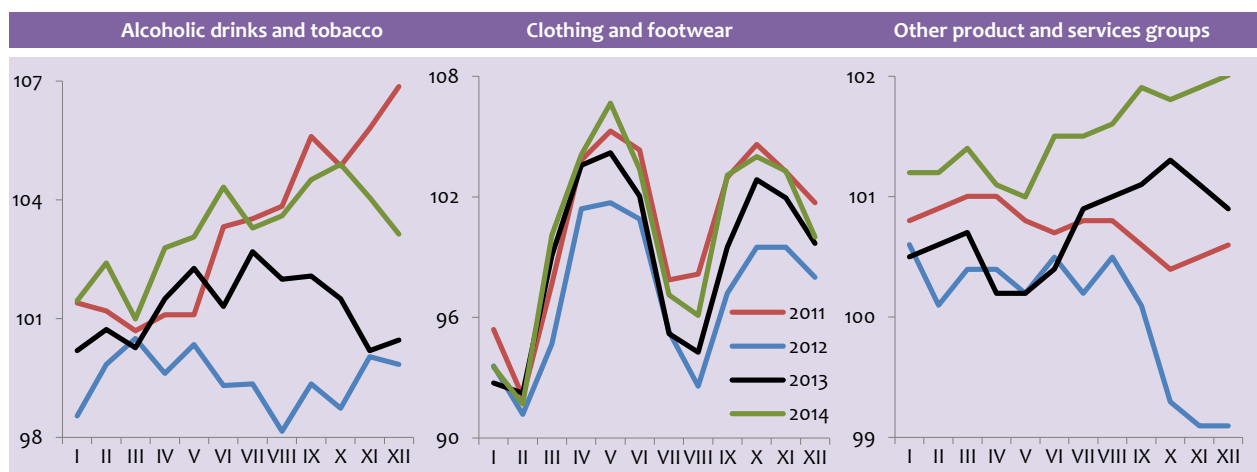 Alcoholic drinks and tobacco
Clothing and footwear
Other product and services groups
107
104
101
98
I II III IV V VI VII VIII IX X XI XII
108
102
96
90
I II III IV V VI VII VIII IX X XI XII
2011
2012
2013
2014
102
101
100
99
I II III IV V VI VII VIII IX X XI XII